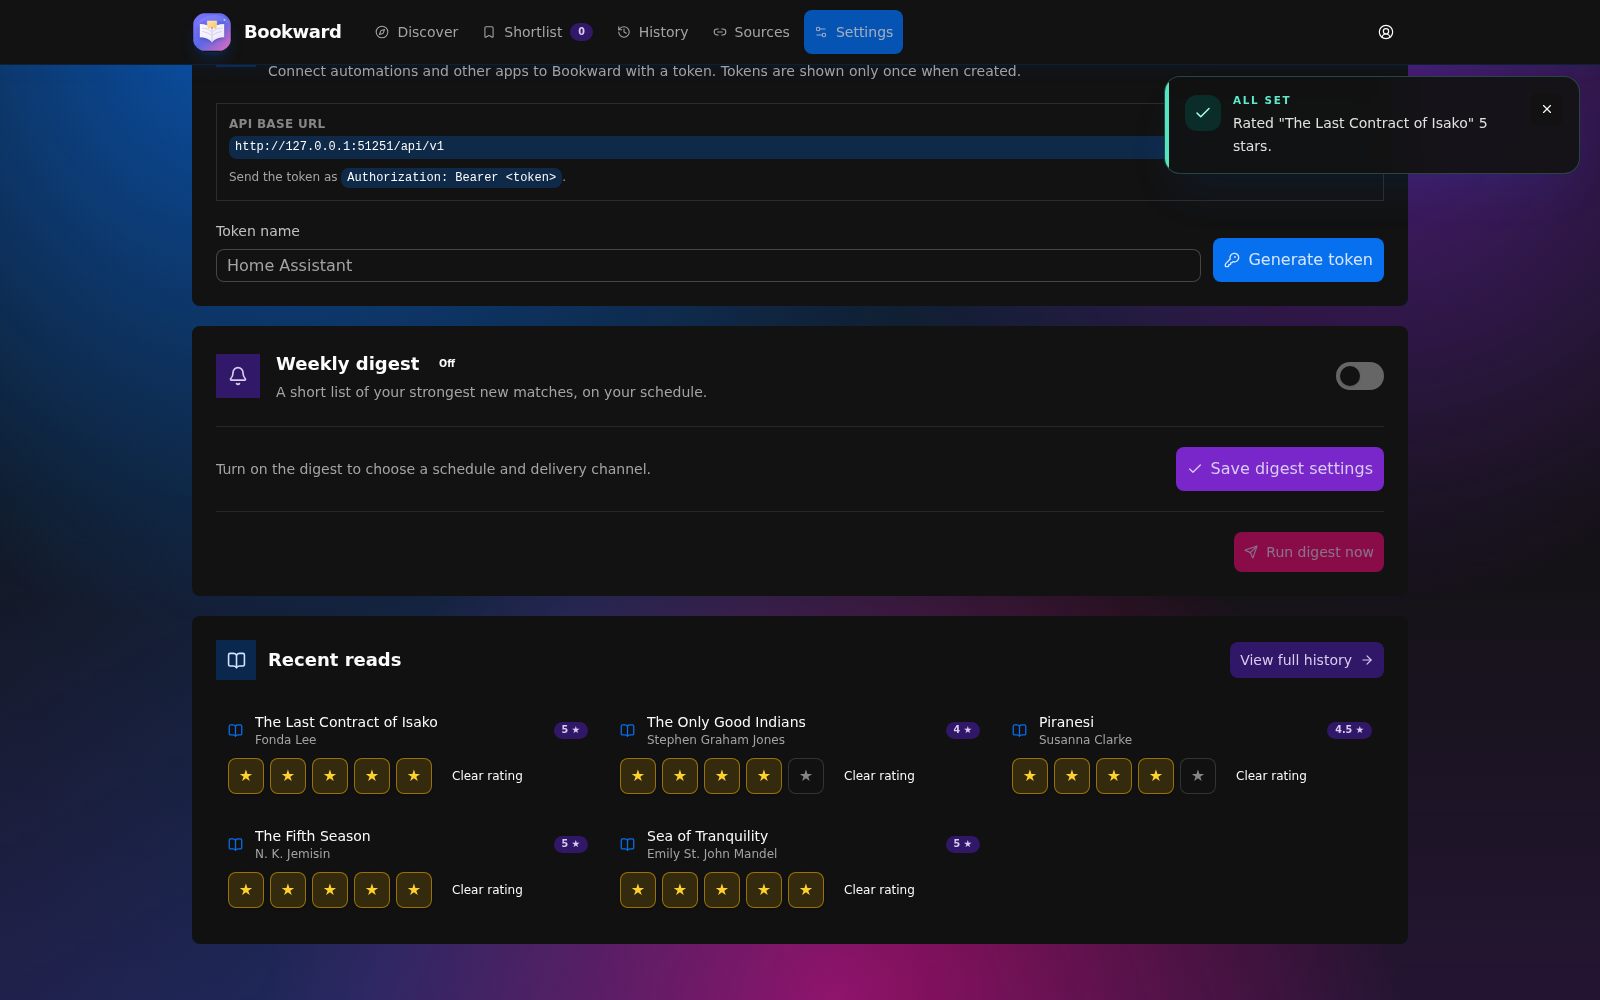 Bookward
Discover
Shortlist 0
History
Sources
Settings
Connect automations and other apps to Bookward with a token. Tokens are shown only once when created.
ALL SET
Rated "The Last Contract of Isako" 5
stars.
API BASE URL
http://127.0.0.1:51251/api/v1
Send the token as Authorization: Bearer <token>.
Token name
Home Assistant
Generate token
Weekly digest Off
A short list of your strongest new matches, on your schedule.
Turn on the digest to choose a schedule and delivery channel.
Save digest settings
Run digest now
Recent reads
View full history
The Last Contract of Isako
Fonda Lee
5 ★
★ ★ ★ ★ ★ Clear rating
The Only Good Indians
Stephen Graham Jones
4 ★
★ ★ ★ ★ ★ Clear rating
Piranesi
Susanna Clarke
4.5 ★
★ ★ ★ ★ ★ Clear rating
The Fifth Season
N. K. Jemisin
5 ★
★ ★ ★ ★ ★ Clear rating
Sea of Tranquility
Emily St. John Mandel
5 ★
★ ★ ★ ★ ★ Clear rating